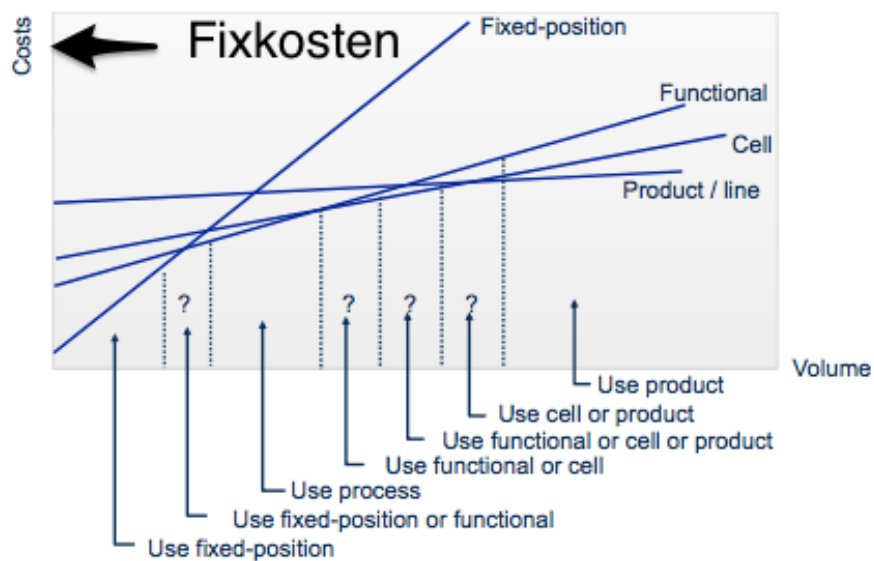 Costs
Fixkosten
Fixed-position
Functional
Cell
Product / line
? ? ? ?
Volume
Use product
Use cell or product
Use functional or cell or product
Use functional or cell
Use process
Use fixed-position or functional
Use fixed-position